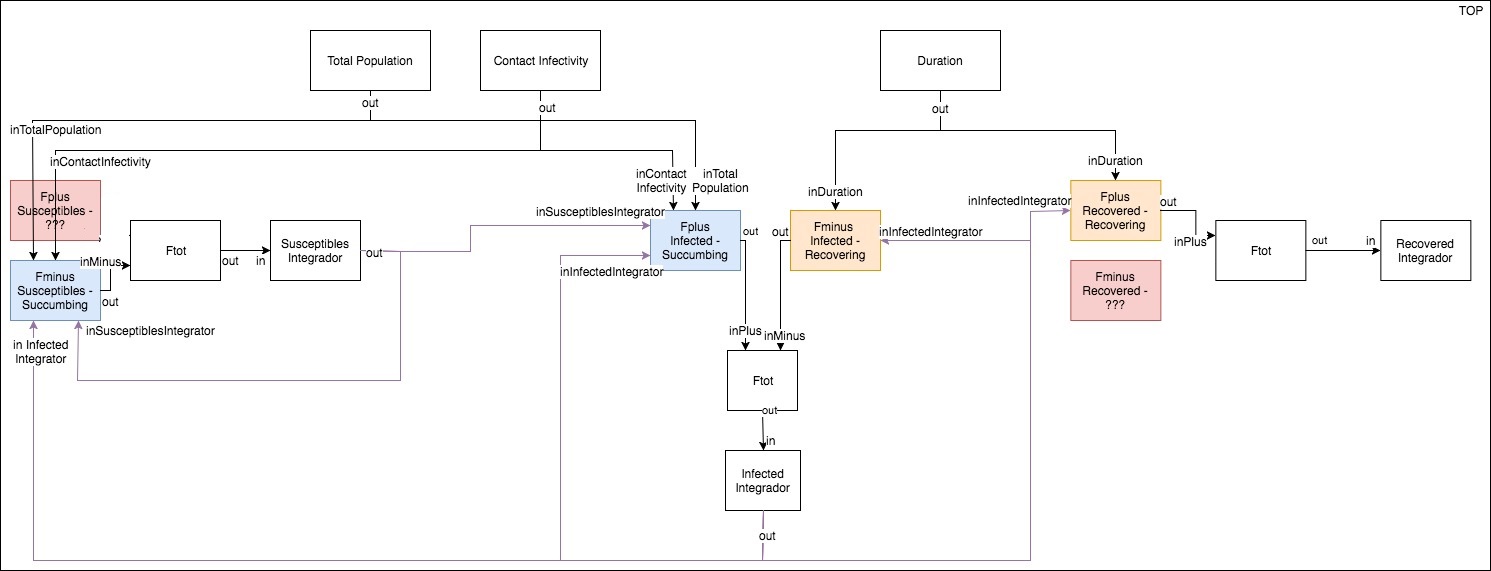 TOP
Total Population
Contact Infectivity
Duration
out
out
out
inTotalPopulation
inContactInfectivity
inContact
Infectivity
inTotal
Population
inDuration
inDuration
Fplus
Susceptibles -
???
Fminus
Susceptibles -
Succumbing
inMinus
out
Ftot
out
in
Susceptibles
Integrador
out
inSusceptiblesIntegrator
in Infected
Integrator
inSusceptiblesIntegrator
inInfectedIntegrator
Fplus
Infected -
Succumbing
out
out
Fminus
Infected -
Recovering
inInfectedIntegrator
inInfectedIntegrator
Fplus
Recovered -
Recovering
out
inPlus
Fminus
Recovered -
???
Ftot
out
in
Recovered
Integrador
inPlus
inMinus
Ftot
out
in
Infected
Integrador
out